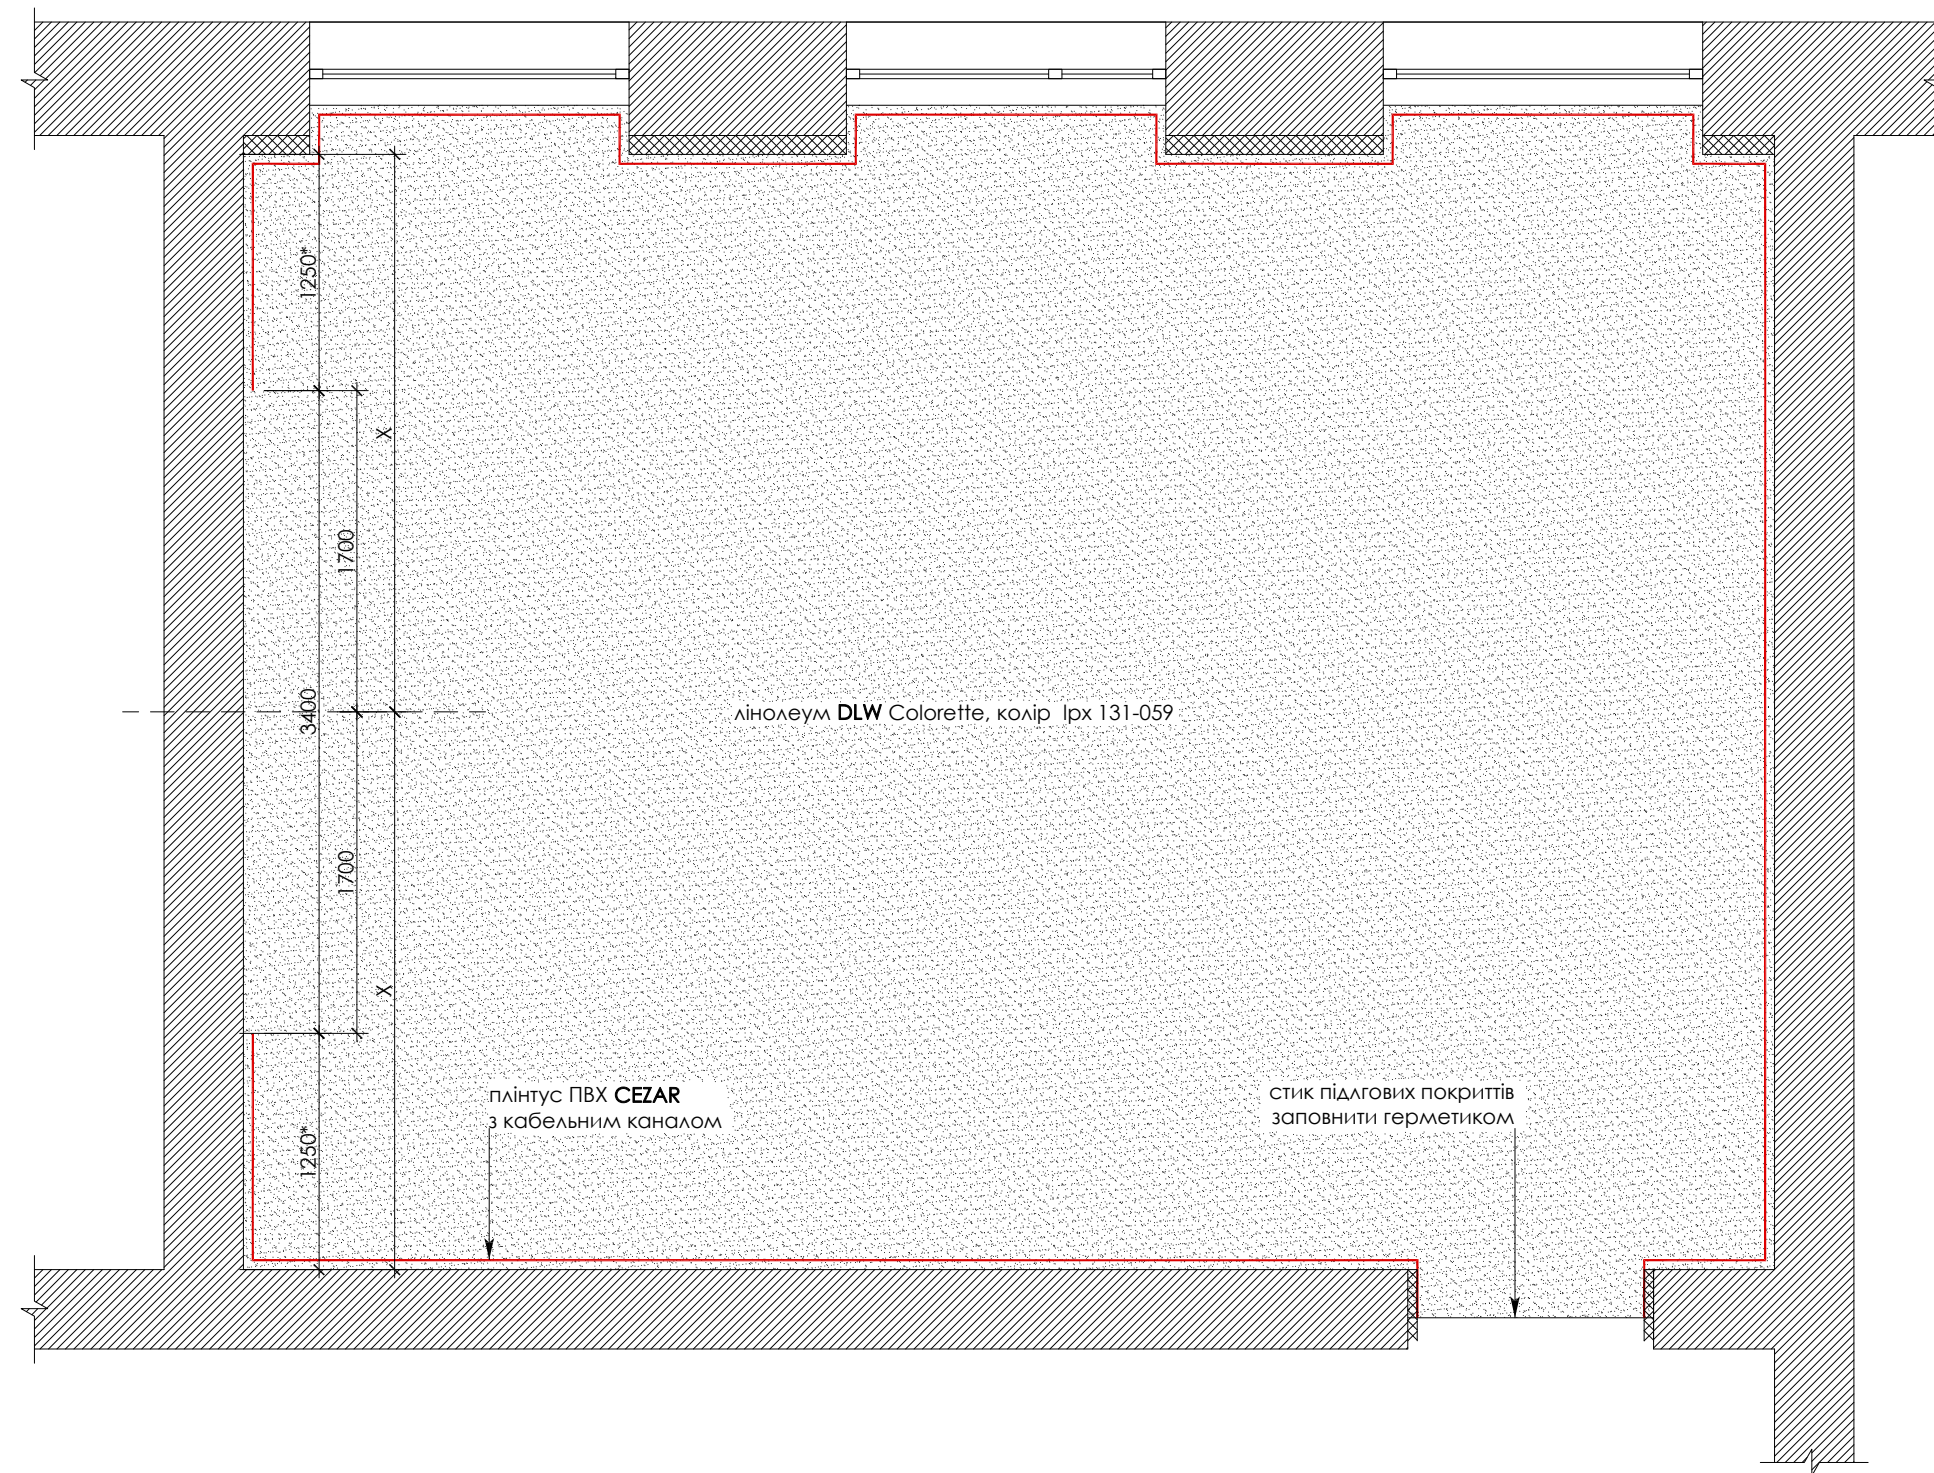 1250*
X
1700
3400
лінолеум DLW Colorette, колір lpx 131-059
1700
X
плінтус ПВХ CEZAR
з кабельним каналом
стик підлгових покриттів
заповнити герметиком
1250*